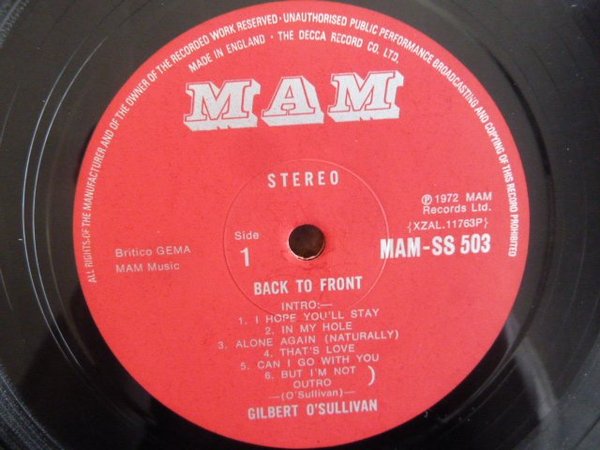 ALL RIGHTS OF THE MANUFACTURER AND OF THE OWNER OF THE RECORDED WORK RESERVED · UNAUTHORISED PUBLIC PERFORMANCE BROADCASTING AND COPYING OF THIS RECORD PROHIBITED
MADE IN ENGLAND · THE DECCA RECORD CO. LTD.
MAM
STEREO
℗ 1972 MAM
Records Ltd.
(XZAL.11763P)
MAM-SS 503
Britico GEMA
MAM Music
Side
1
BACK TO FRONT
INTRO:—
1. I HOPE YOU'LL STAY
2. IN MY HOLE
3. ALONE AGAIN (NATURALLY)
4. THAT'S LOVE
5. CAN I GO WITH YOU
6. BUT I'M NOT )
OUTRO
—(O'Sullivan)—
GILBERT O'SULLIVAN